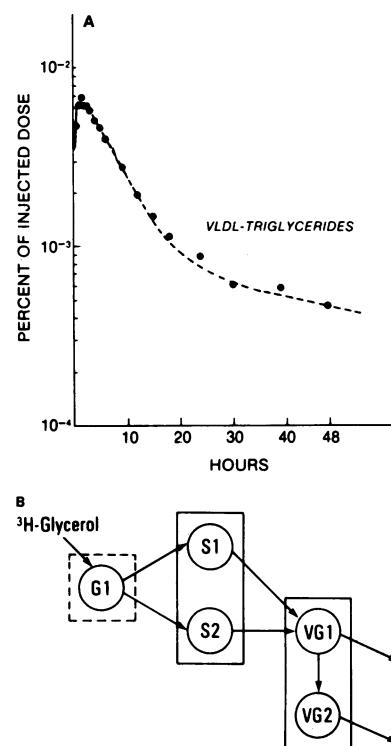 A
PERCENT OF INJECTED DOSE
10⁻²
10⁻³
10⁻⁴
VLDL-TRIGLYCERIDES
10 20 30 40 48
HOURS
B
³H-Glycerol
G1
S1
S2
VG1
VG2